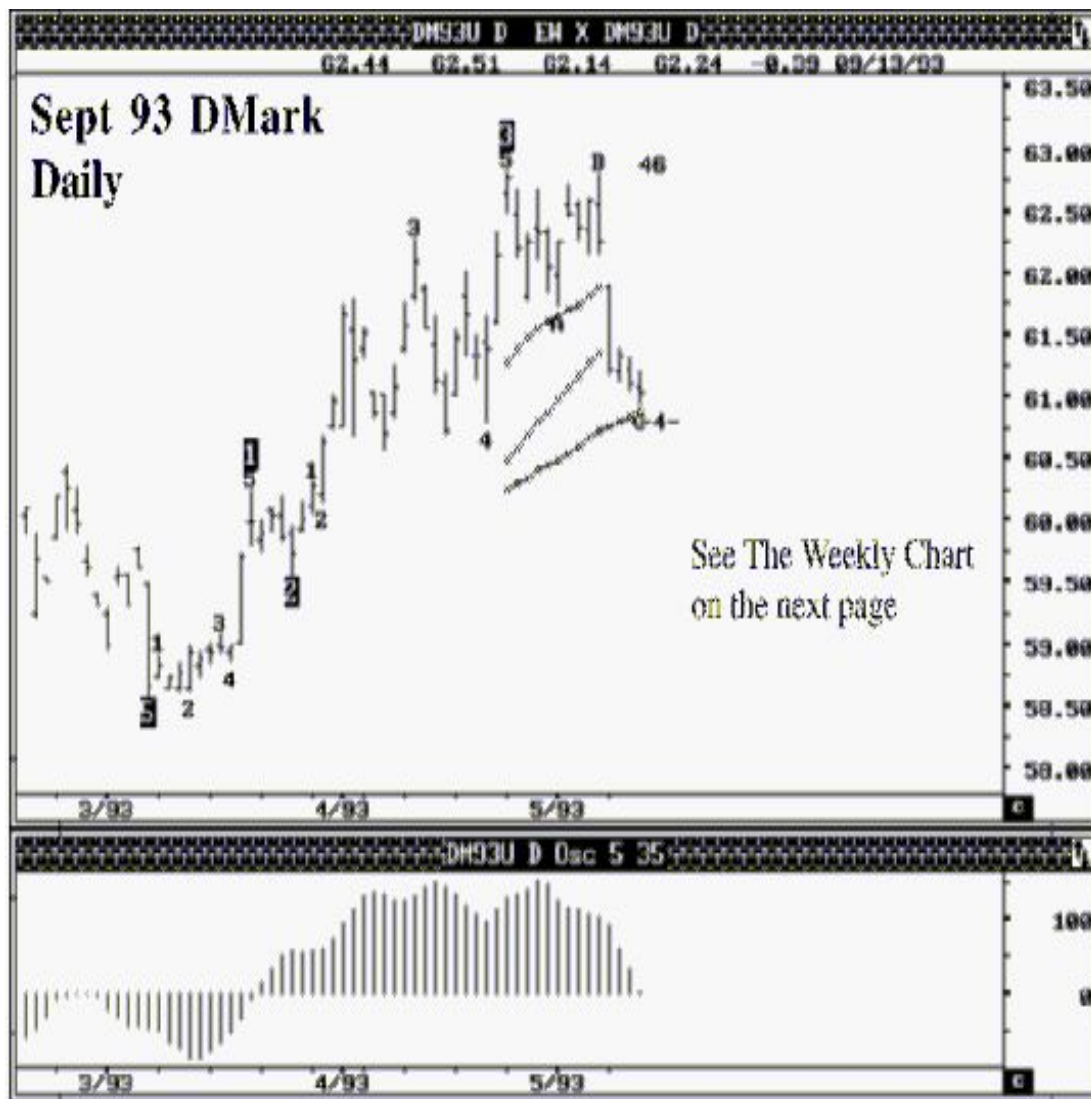 DM93U D EW X DM93U D
62.44 62.51 62.14 62.24 -0.39 09/13/93
Sept 93 DMark
Daily
63.50
63.00
62.50
62.00
61.50
61.00
60.50
60.00
59.50
59.00
58.50
58.00
5
B 46
3
4
-4-
1
5
1
2
2
1
3
2
4
5
See The Weekly Chart
on the next page
3/93 4/93 5/93
DM93U D Osc 5 35
100
0
3/93 4/93 5/93